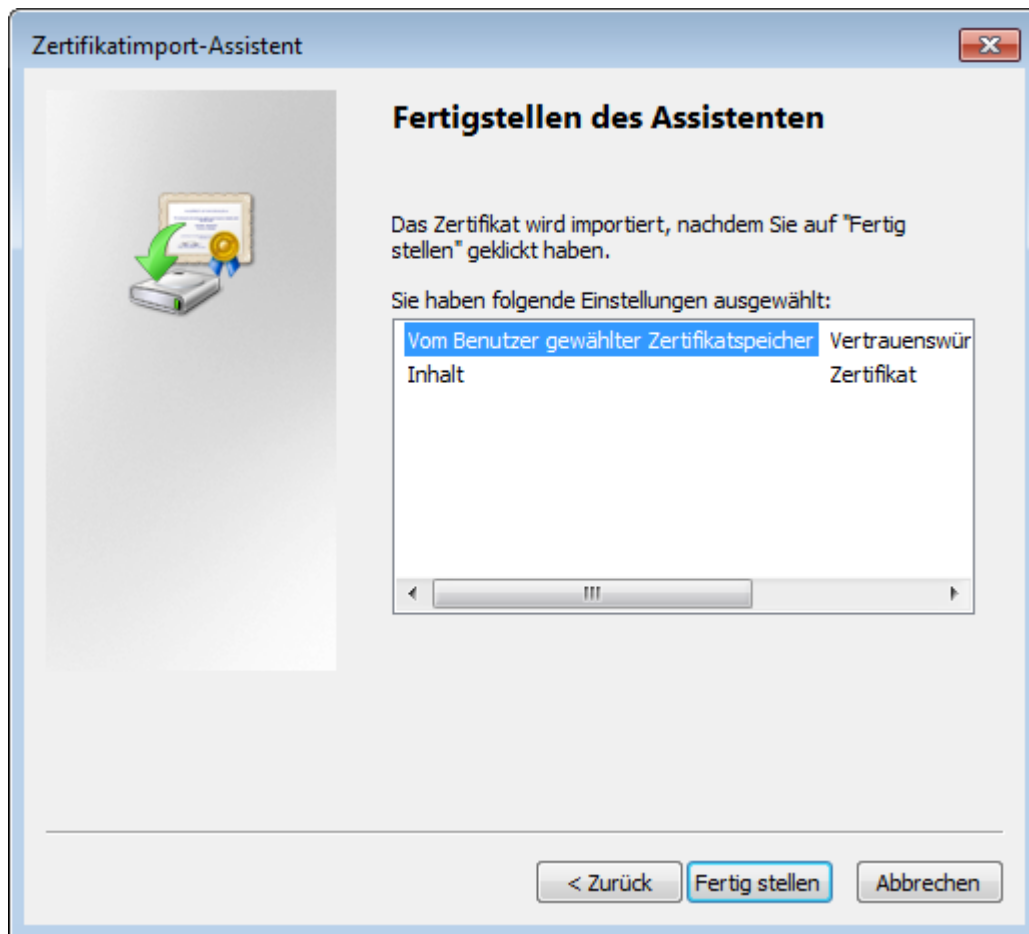 Zertifikatimport-Assistent
Fertigstellen des Assistenten
Das Zertifikat wird importiert, nachdem Sie auf "Fertig
stellen" geklickt haben.
Sie haben folgende Einstellungen ausgewählt:
Vom Benutzer gewählter Zertifikatspeicher Vertrauenswür
Inhalt Zertifikat
< Zurück Fertig stellen Abbrechen